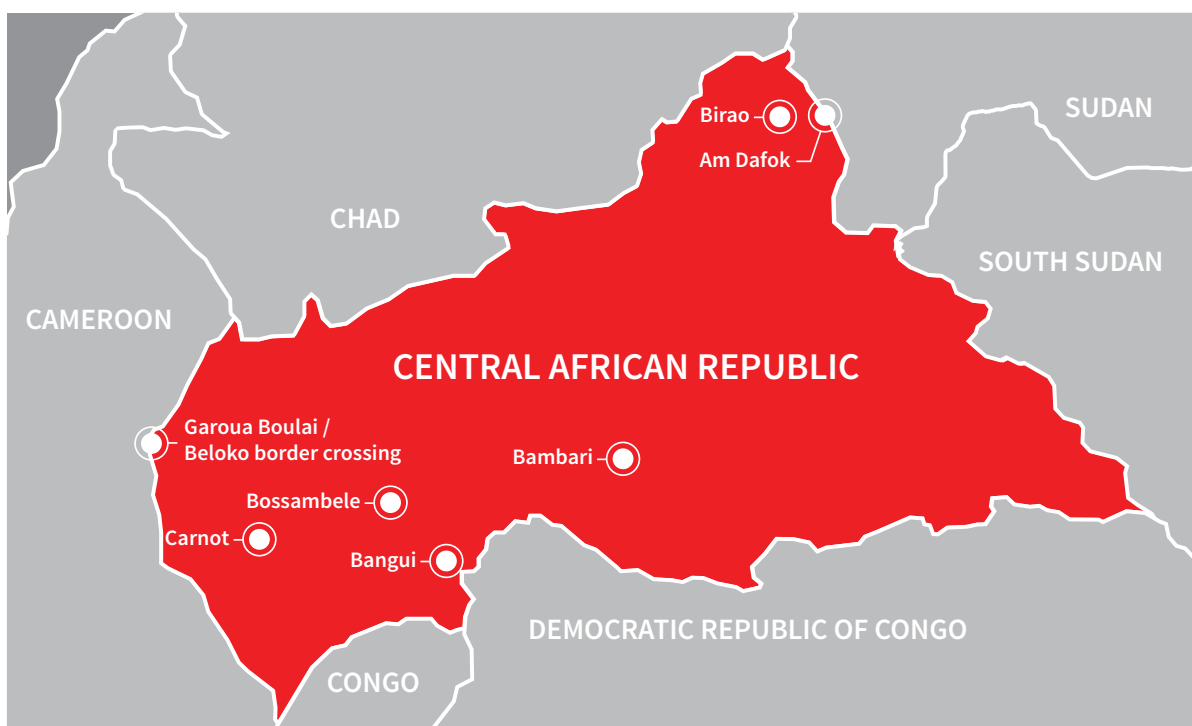 SUDAN
Birao
Am Dafok
CHAD
SOUTH SUDAN
CAMEROON
CENTRAL AFRICAN REPUBLIC
Garoua Boulai /
Beloko border crossing
Bambari
Bossambele
Carnot
Bangui
DEMOCRATIC REPUBLIC OF CONGO
CONGO